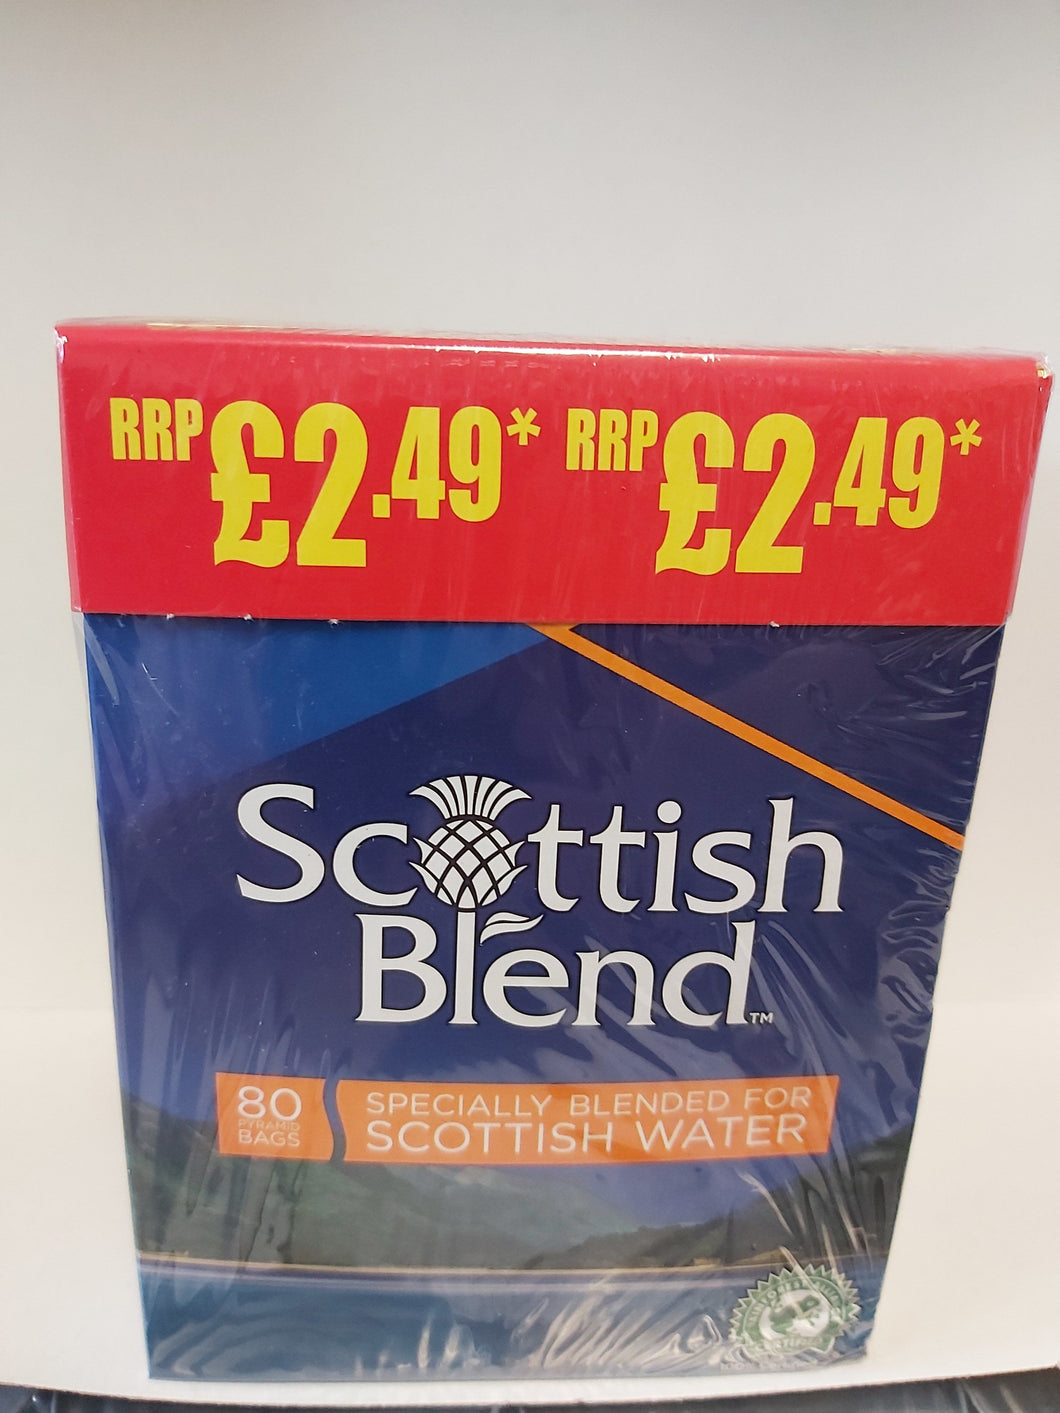 RRP £2.49* RRP £2.49*
Scottish
Blend™
80
PYRAMID
BAGS
SPECIALLY BLENDED FOR
SCOTTISH WATER